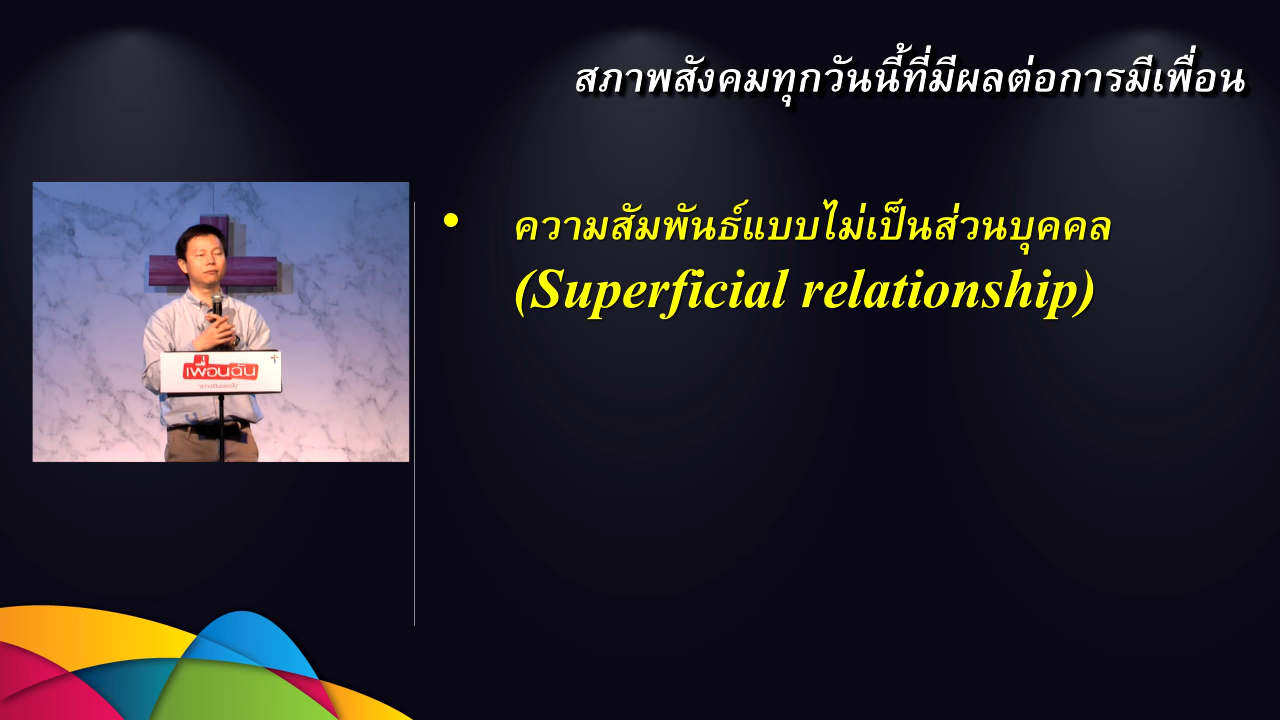 สภาพสังคมทุกวันนี้ที่มีผลต่อการมีเพื่อน
• ความสัมพันธ์แบบไม่เป็นส่วนบุคคล
(Superficial relationship)
เพื่อนฉัน